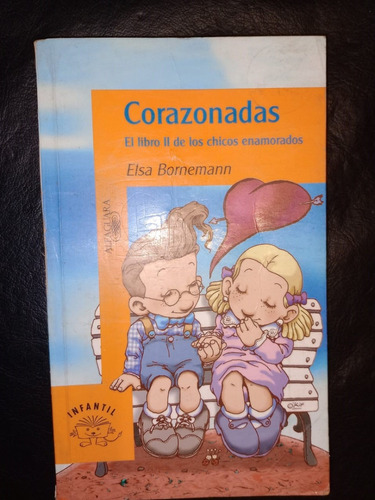 Corazonadas
El libro II de los chicos enamorados
Elsa Bornemann
ALFAGUARA
INFANTIL